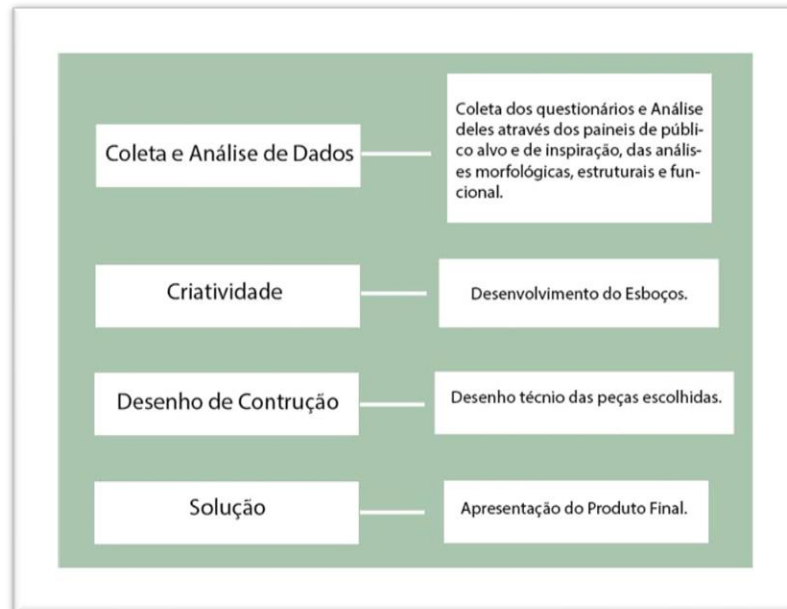 Coleta e Análise de Dados
Coleta dos questionários e Análise
deles através dos paineis de públi-
co alvo e de inspiração, das anális-
es morfológicas, estruturais e fun-
cional.
Criatividade
Desenvolvimento do Esboços.
Desenho de Contrução
Desenho técnio das peças escolhidas.
Solução
Apresentação do Produto Final.